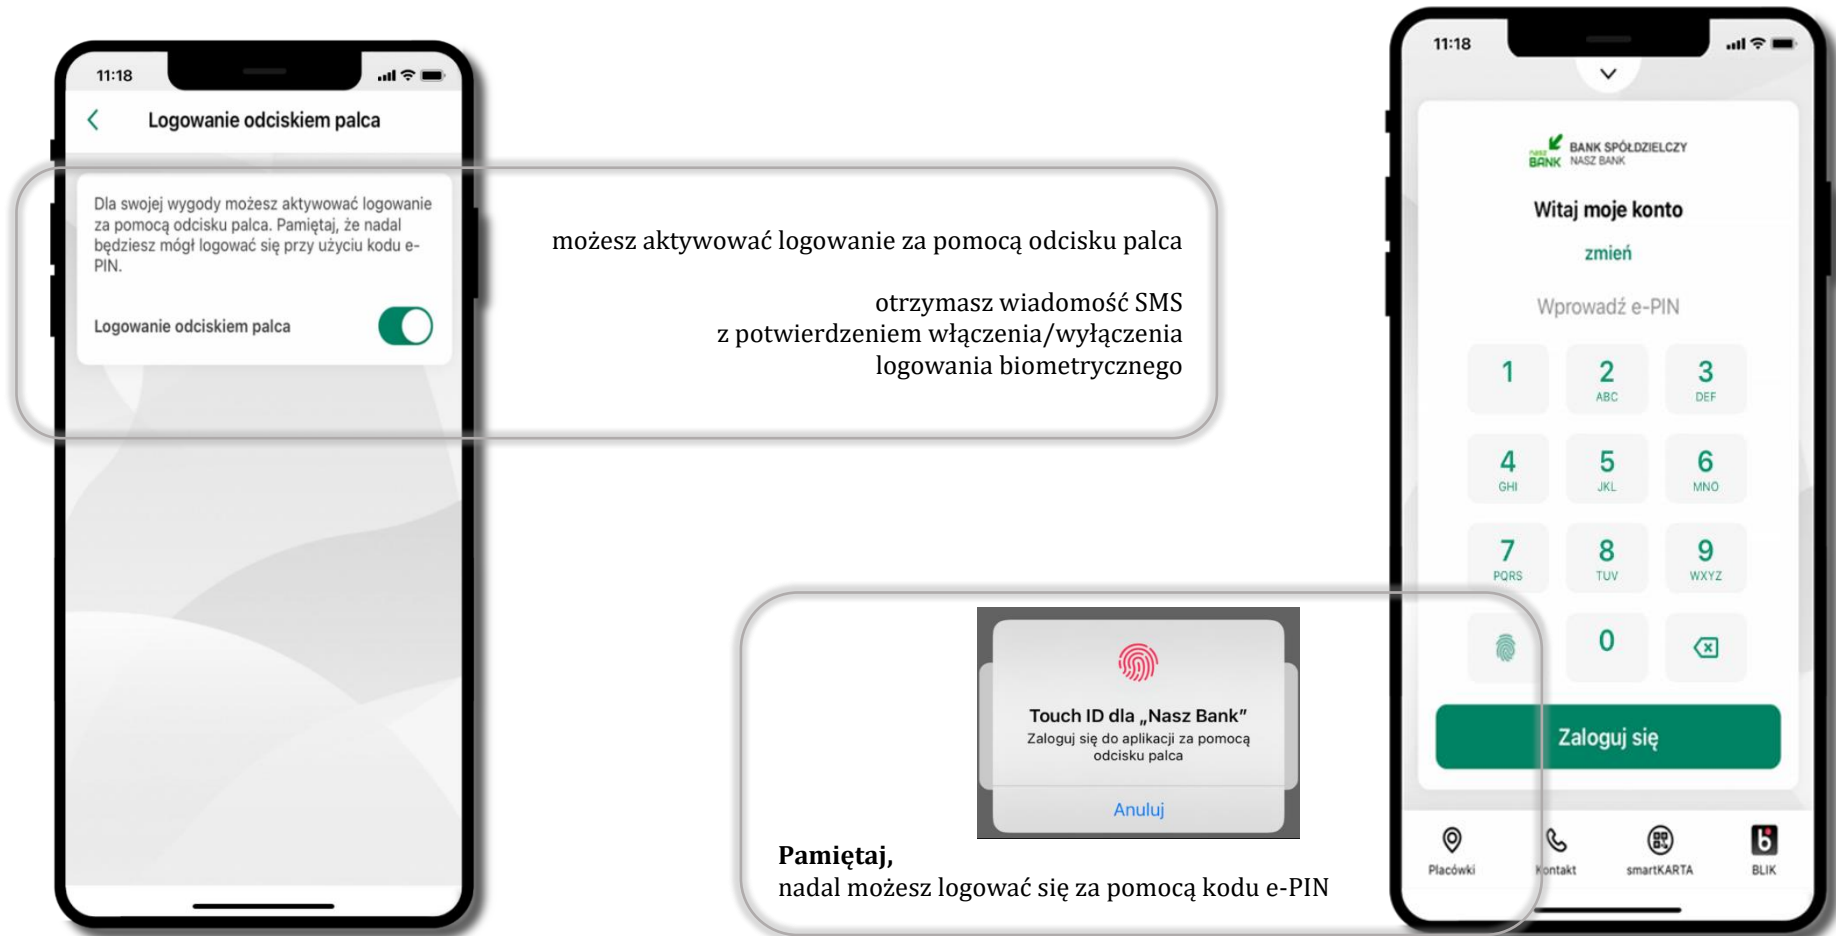 11:18
Logowanie odciskiem palca
Dla swojej wygody możesz aktywować logowanie
za pomocą odcisku palca. Pamiętaj, że nadal
będziesz mógł logować się przy użyciu kodu e-
PIN.
Logowanie odciskiem palca
możesz aktywować logowanie za pomocą odcisku palca
otrzymasz wiadomość SMS
z potwierdzeniem włączenia/wyłączenia
logowania biometrycznego
Touch ID dla „Nasz Bank”
Zaloguj się do aplikacji za pomocą
odcisku palca
Anuluj
Pamiętaj,
nadal możesz logować się za pomocą kodu e-PIN
11:18
nasz
BANK
BANK SPÓŁDZIELCZY
NASZ BANK
Witaj moje konto
zmień
Wprowadź e-PIN
1 2 3
ABC DEF
4 5 6
GHI JKL MNO
7 8 9
PQRS TUV WXYZ
0
Zaloguj się
Placówki Kontakt smartKARTA BLIK